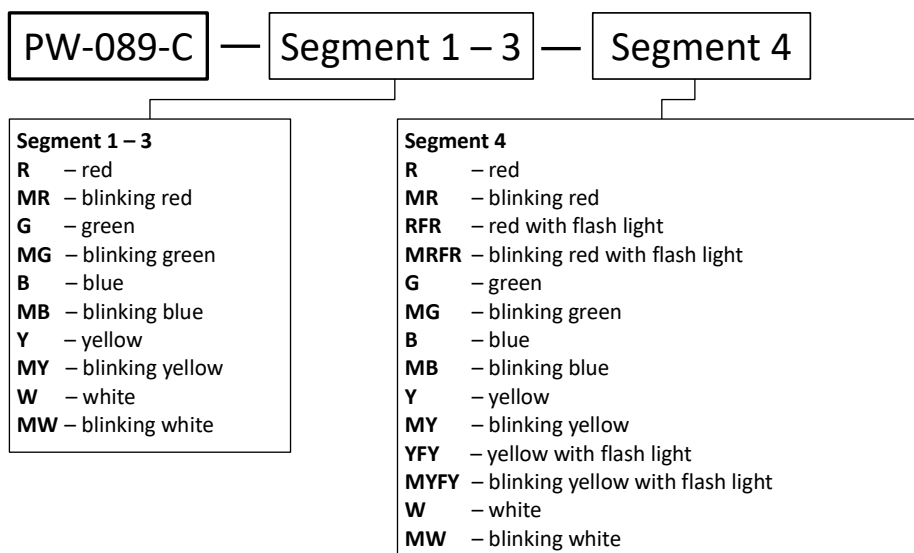 PW-089-C — Segment 1 – 3 — Segment 4
Segment 1 – 3
R – red
MR – blinking red
G – green
MG – blinking green
B – blue
MB – blinking blue
Y – yellow
MY – blinking yellow
W – white
MW – blinking white
Segment 4
R – red
MR – blinking red
RFR – red with flash light
MRFR – blinking red with flash light
G – green
MG – blinking green
B – blue
MB – blinking blue
Y – yellow
MY – blinking yellow
YFY – yellow with flash light
MYFY – blinking yellow with flash light
W – white
MW – blinking white